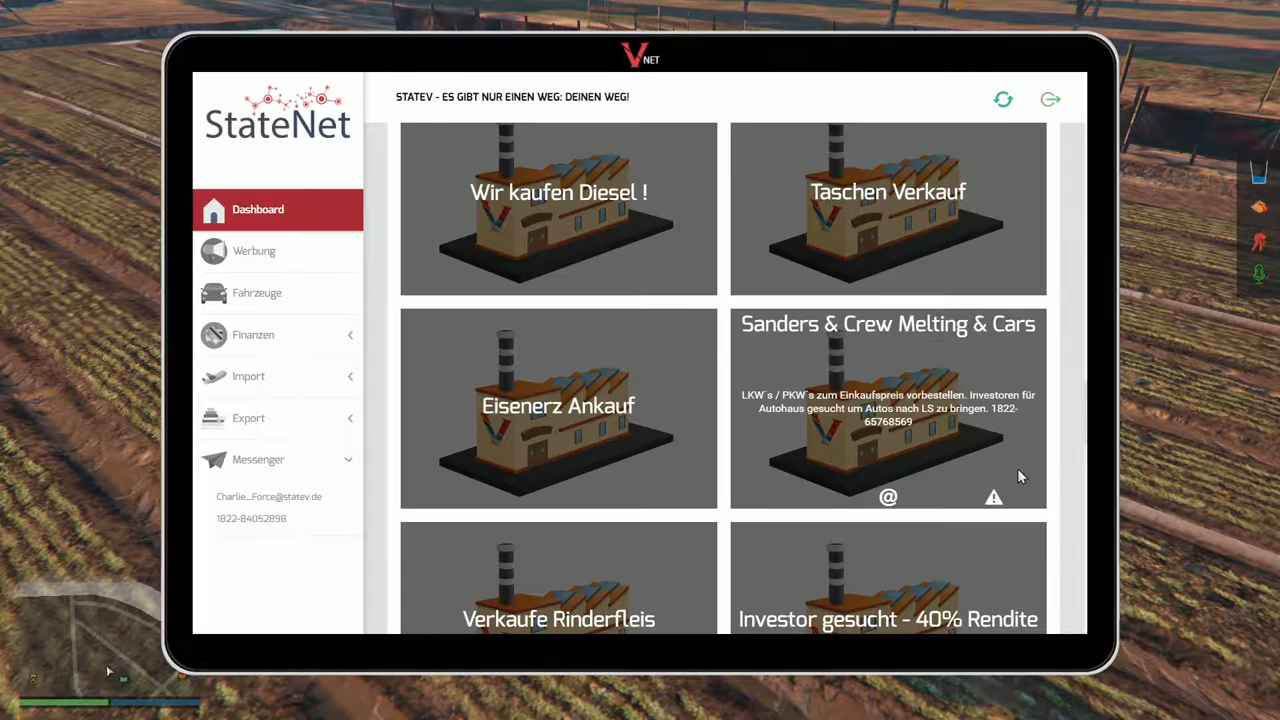 V NET
StateNet
STATEV - ES GIBT NUR EINEN WEG: DEINEN WEG!
Dashboard
Werbung
Fahrzeuge
Finanzen
Import
Export
Messenger
Charlie_Force@statev.de
1822-84052898
Wir kaufen Diesel !
Taschen Verkauf
Eisenerz Ankauf
Sanders & Crew Melting & Cars
LKW´s / PKW´s zum Einkaufspreis vorbestellen. Investoren für
Autohaus gesucht um Autos nach LS zu bringen. 1822-
65768569
@
Verkaufe Rinderfleis
Investor gesucht - 40% Rendite